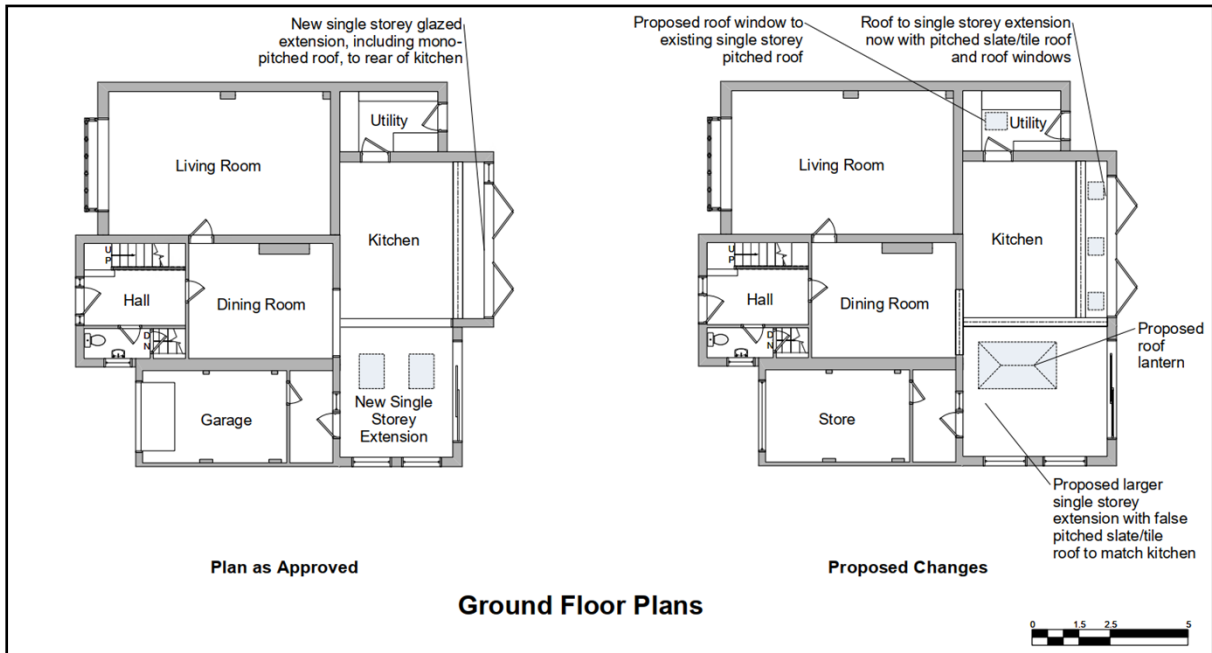 New single storey glazed
extension, including mono-
pitched roof, to rear of kitchen
Utility
Living Room
Kitchen
U
P
Hall
Dining Room
D
N
Garage
New Single
Storey
Extension
Plan as Approved
Proposed roof window to
existing single storey
pitched roof
Roof to single storey extension
now with pitched slate/tile roof
and roof windows
Utility
Living Room
Kitchen
U
P
Hall
Dining Room
D
N
Proposed
roof
lantern
Store
Proposed larger
single storey
extension with false
pitched slate/tile
roof to match kitchen
Proposed Changes
Ground Floor Plans
0 1.5 2.5 5